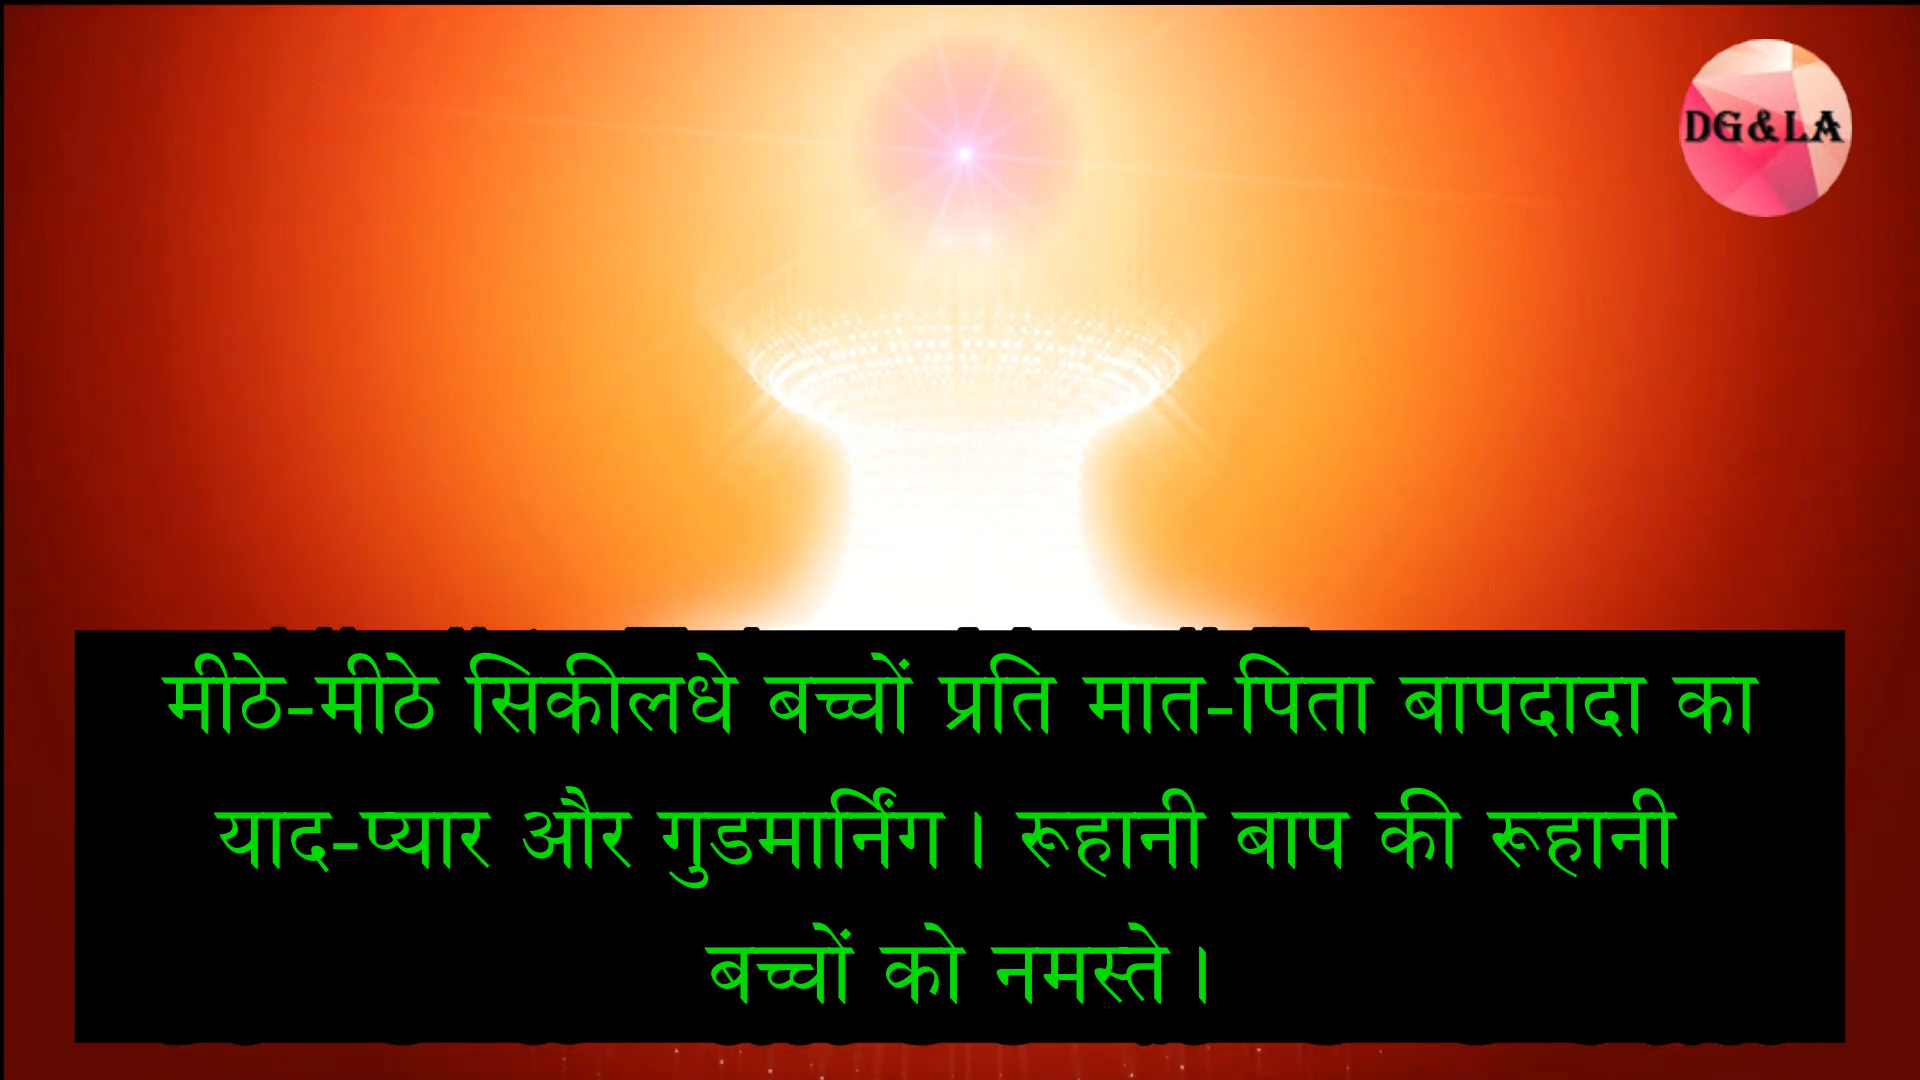 DG&LA
मीठे-मीठे सिकीलधे बच्चों प्रति मात-पिता बापदादा का
याद-प्यार और गुडमार्निंग। रूहानी बाप की रूहानी
बच्चों को नमस्ते।